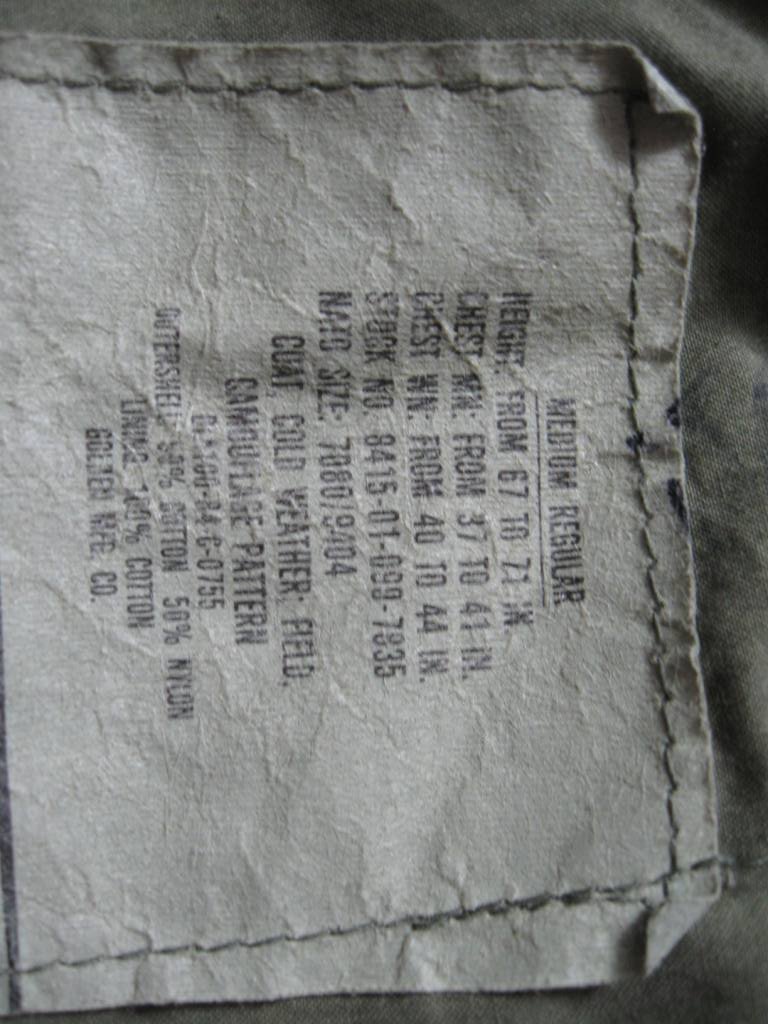 MEDIUM REGULAR
HEIGHT: FROM 67 TO 71 IN.
CHEST MN: FROM 37 TO 41 IN.
CHEST WN: FROM 40 TO 44 IN.
STOCK NO. 8415-01-099-7835
NATO SIZE: 7080/9404
COAT, COLD WEATHER: FIELD,
CAMOUFLAGE PATTERN
DLA100-84-C-0755
OUTERSHELL 50% COTTON 50% NYLON
LINING 100% COTTON
GOLDEN MFG. CO.